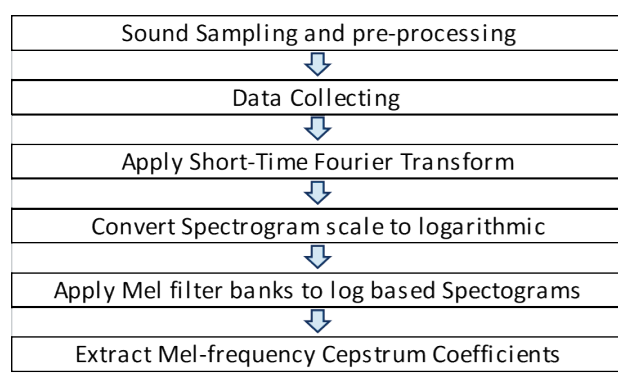 Sound Sampling and pre-processing
Data Collecting
Apply Short-Time Fourier Transform
Convert Spectrogram scale to logarithmic
Apply Mel filter banks to log based Spectograms
Extract Mel-frequency Cepstrum Coefficients